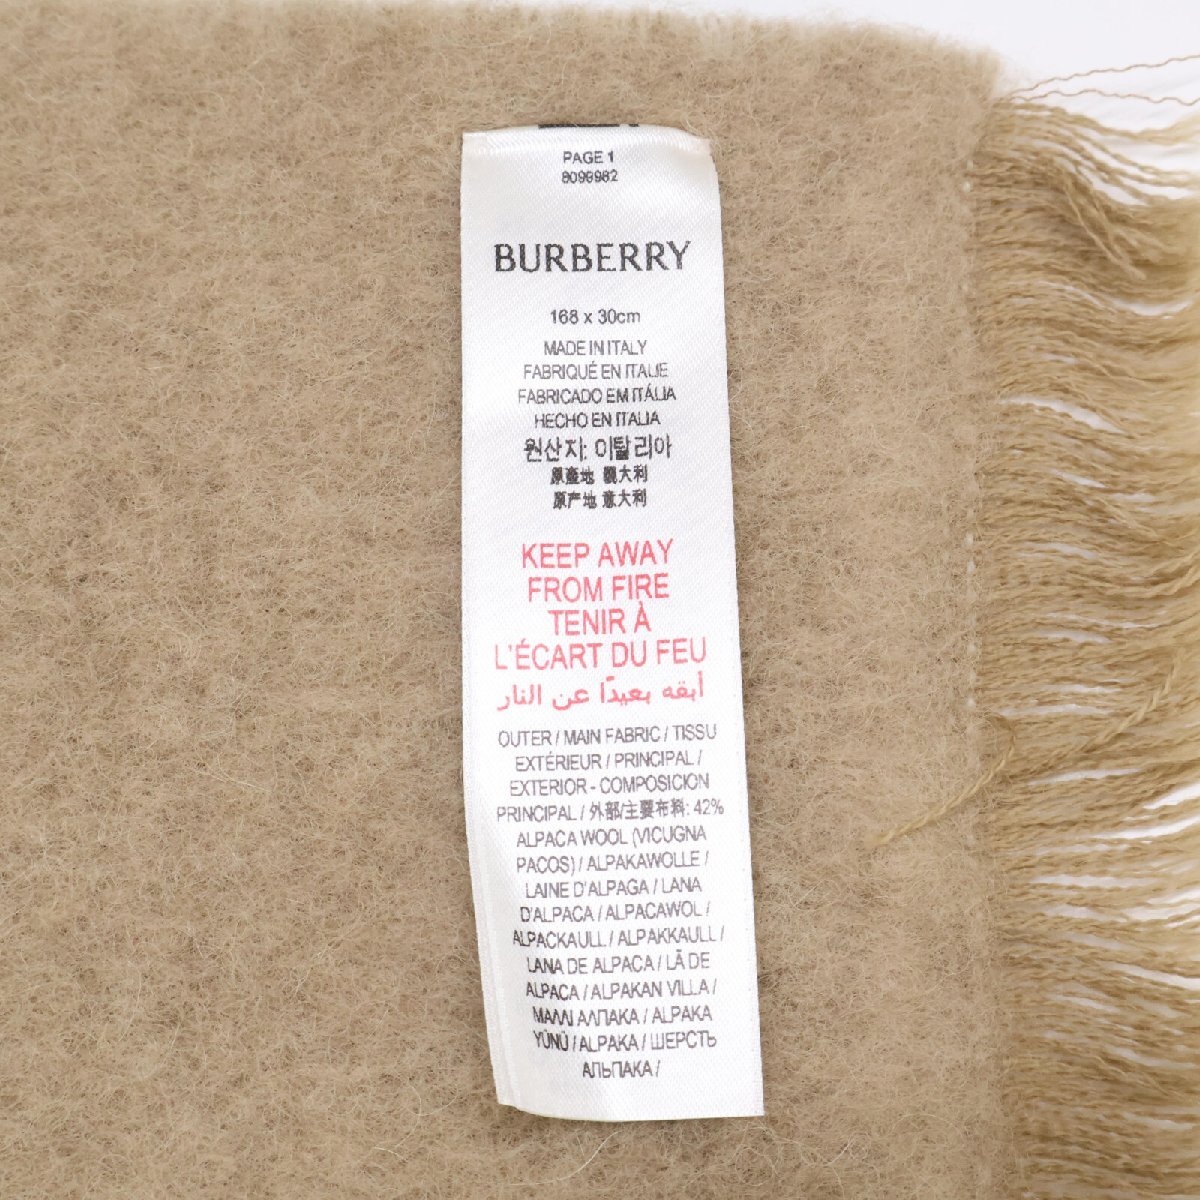 PAGE 1
8099982
BURBERRY
168 x 30cm
MADE IN ITALY
FABRIQUÉ EN ITALIE
FABRICADO EM ITÁLIA
HECHO EN ITALIA
원산지: 이탈리아
原產地 義大利
原产地 意大利
KEEP AWAY
FROM FIRE
TENIR À
L'ÉCART DU FEU
أبقه بعيدًا عن النار
OUTER / MAIN FABRIC / TISSU
EXTÉRIEUR / PRINCIPAL /
EXTERIOR - COMPOSICION
PRINCIPAL / 外部/主要布料: 42%
ALPACA WOOL (VICUGNA
PACOS) / ALPAKAWOLLE /
LAINE D'ALPAGA / LANA
D'ALPACA / ALPACAWOL /
ALPACKAULL / ALPAKKAULL /
LANA DE ALPACA / LÃ DE
ALPACA / ALPAKAN VILLA /
ΜΑΛΛΙ ΑΛΠΑΚΑ / ALPAKA
YÜNÜ / ALPAKA / ШЕРСТЬ
АЛЬПАКА /